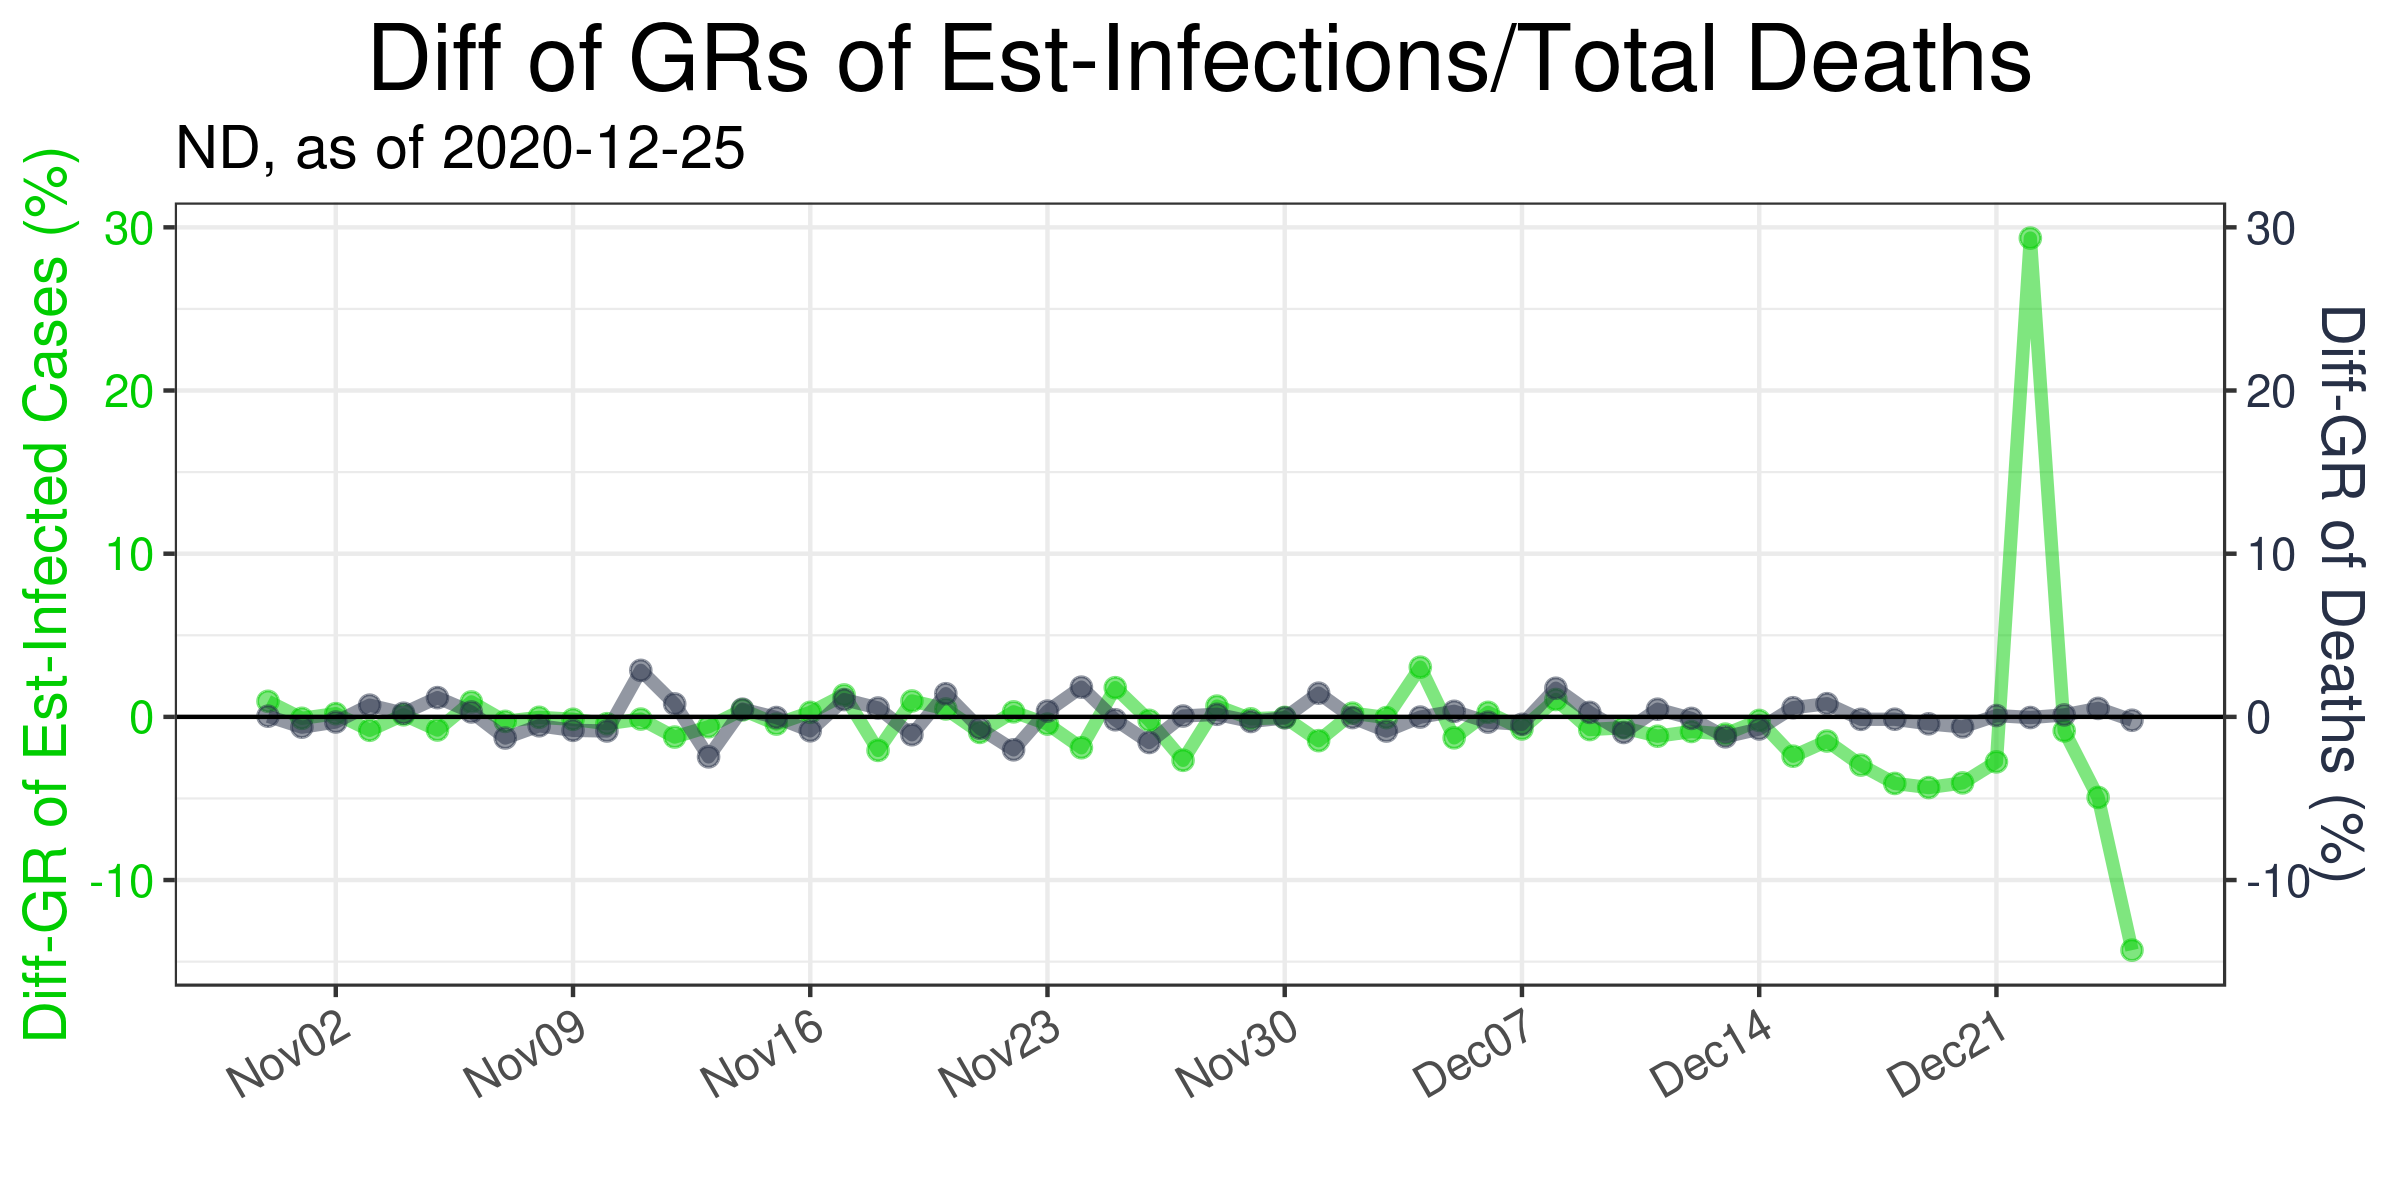 Diff of GRs of Est-Infections/Total Deaths
ND, as of 2020-12-25
Diff-GR of Est-Infected Cases (%)
30
20
10
0
-10
30
20
10
0
-10
Diff-GR of Deaths (%)
Nov02
Nov09
Nov16
Nov23
Nov30
Dec07
Dec14
Dec21